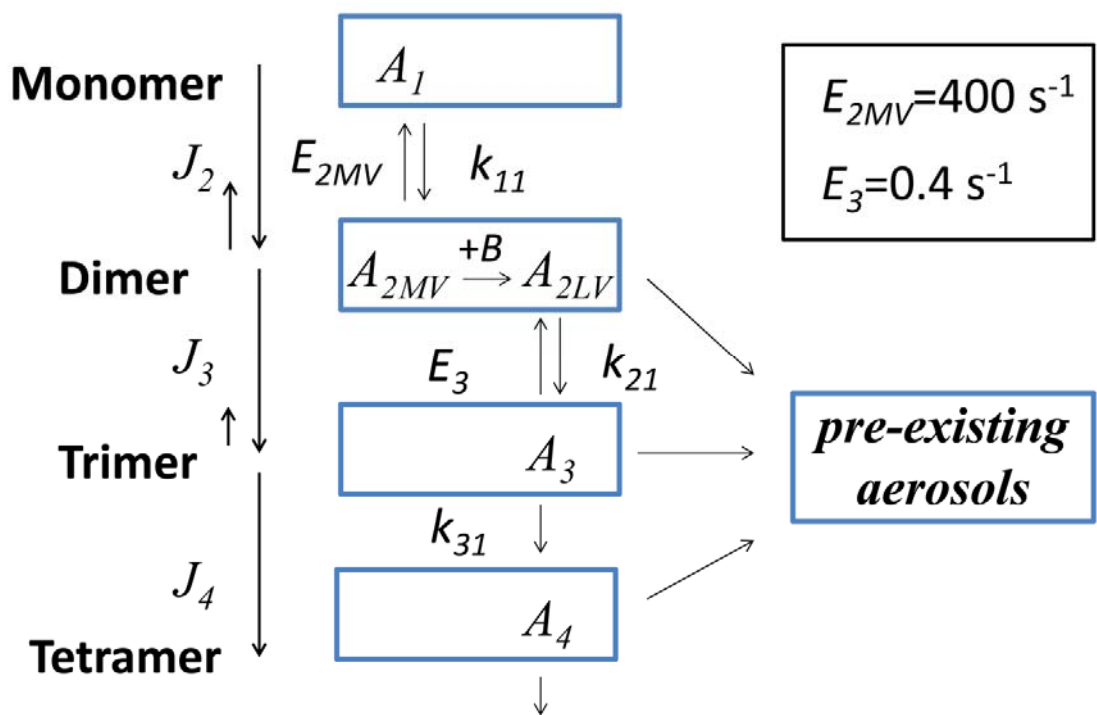 Monomer
A1
E2MV=400 s-1
E3=0.4 s-1
J2
E2MV
k11
Dimer
A2MV +B → A2LV
J3
E3
k21
Trimer
A3
pre-existing
aerosols
k31
J4
A4
Tetramer